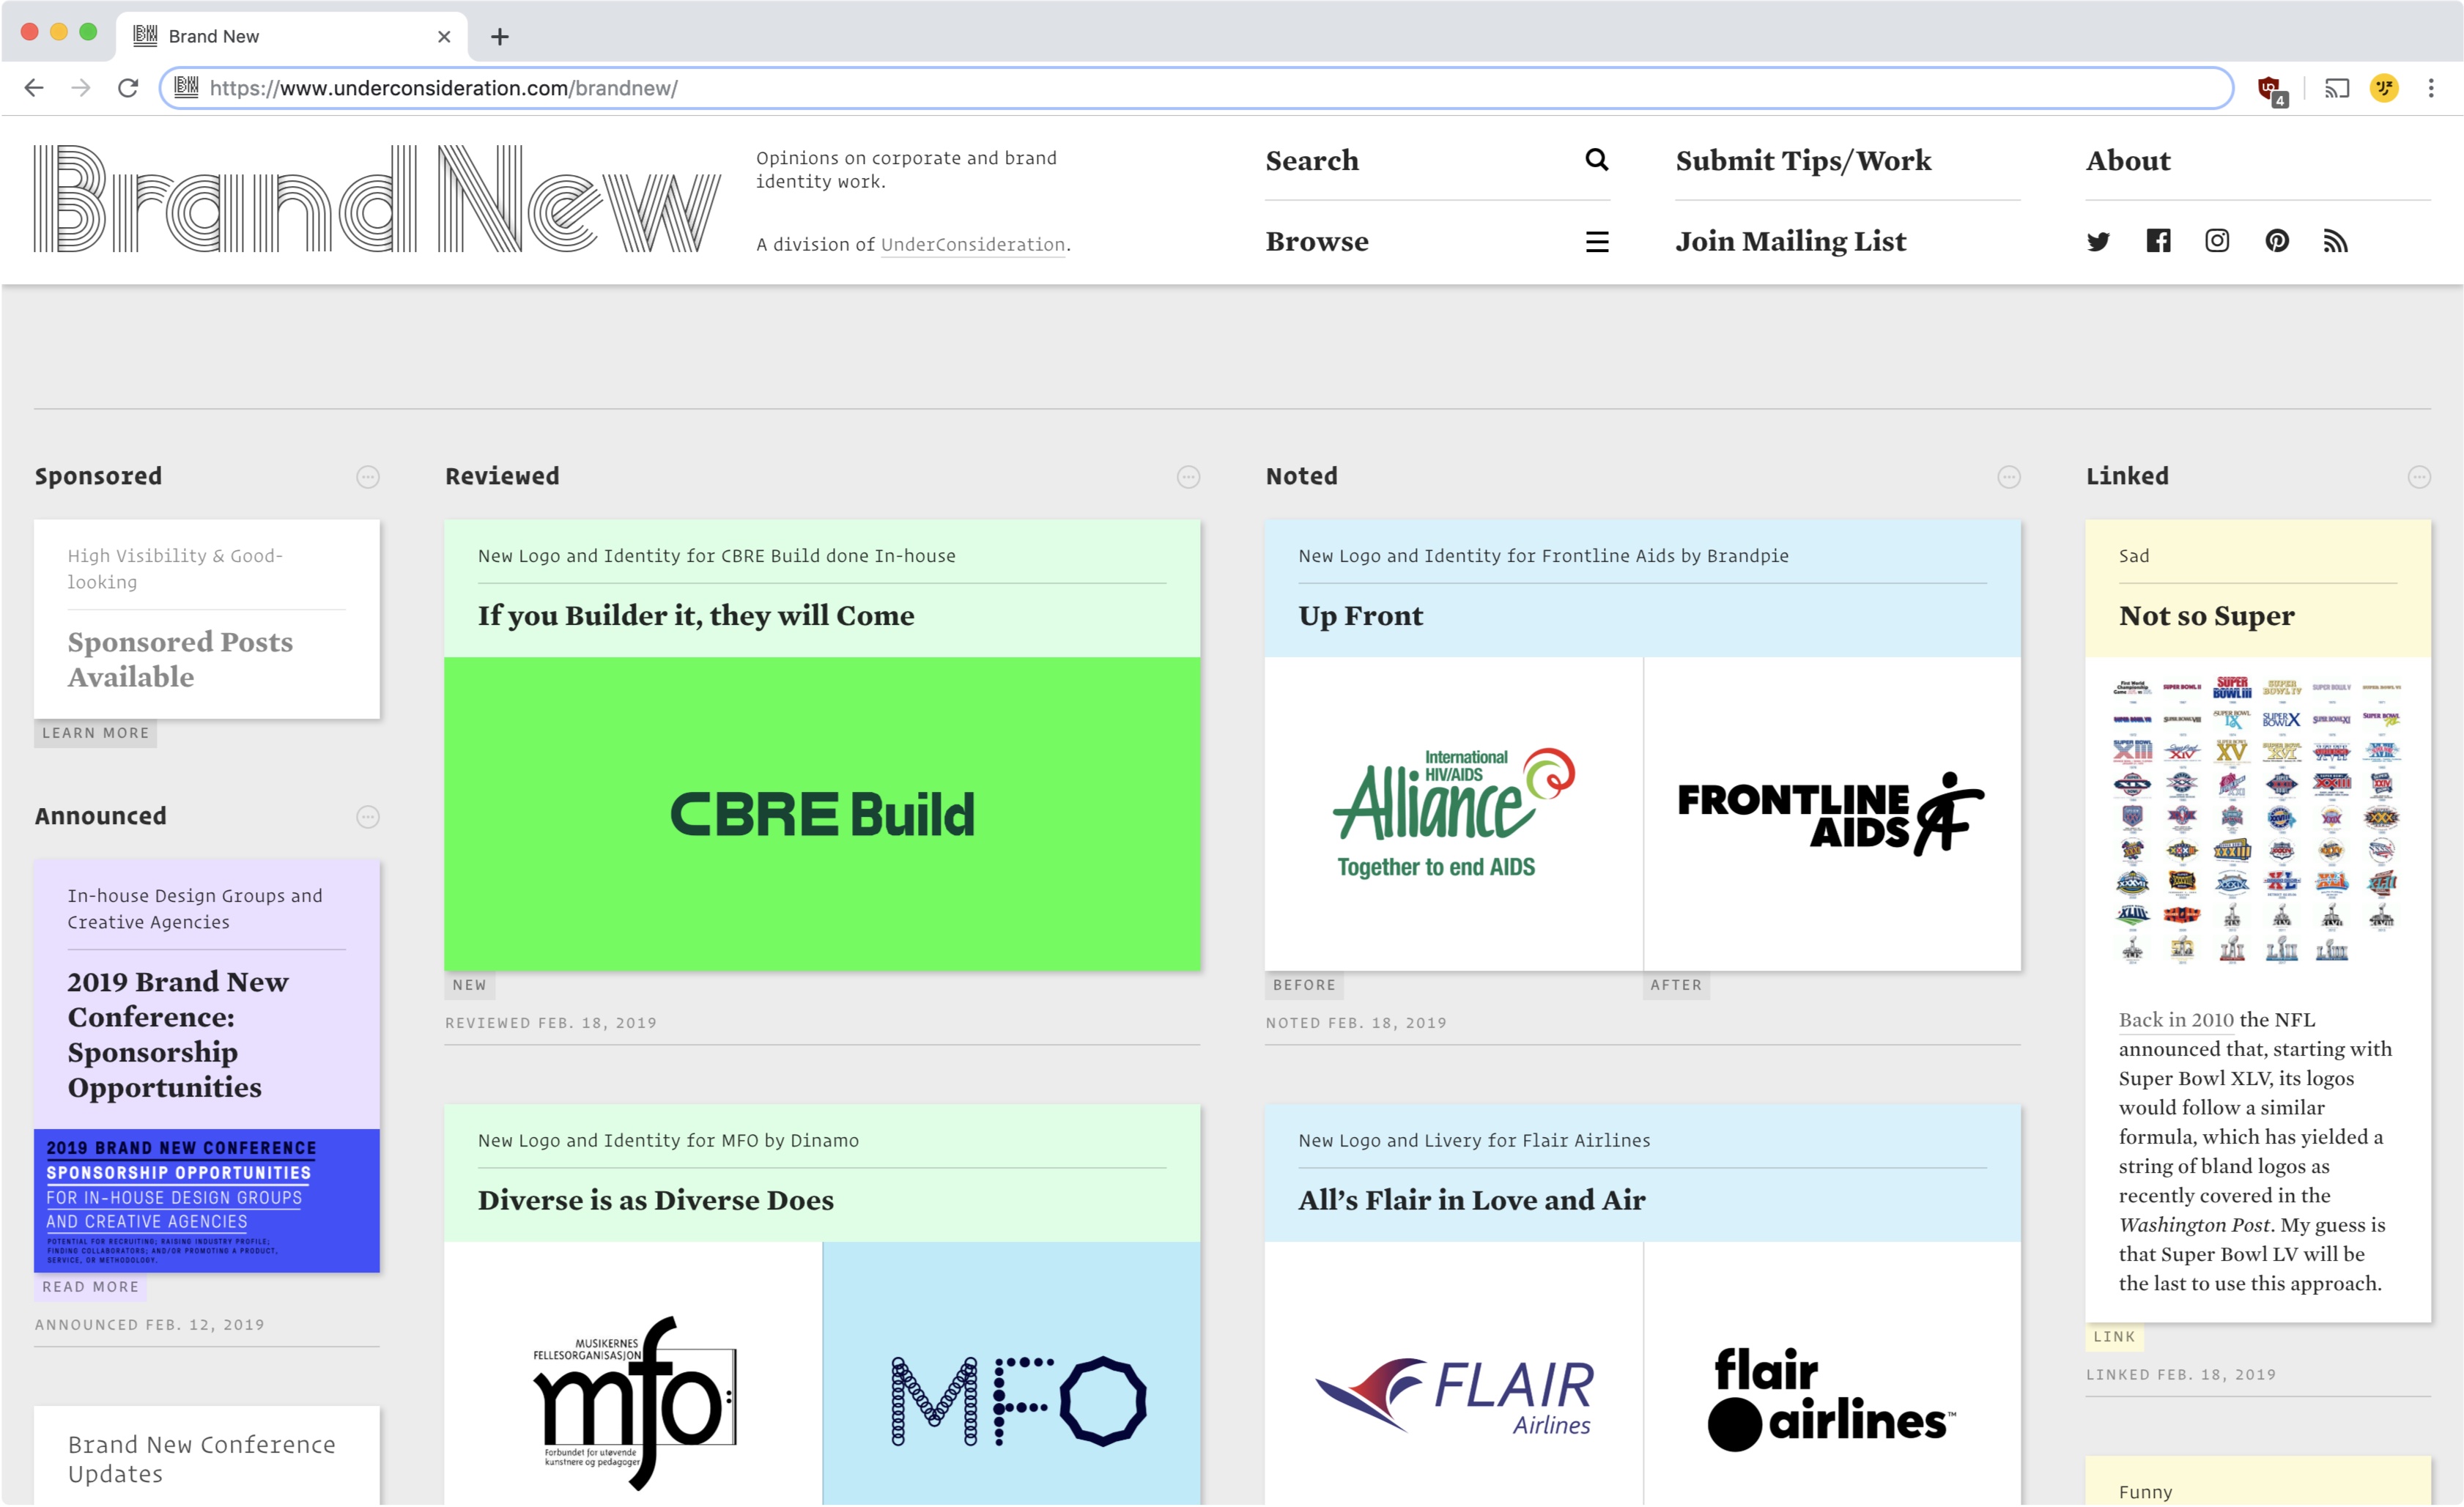 Brand New
https://www.underconsideration.com/brandnew/
4
Brand New
Opinions on corporate and brand
identity work.
A division of UnderConsideration.
Search
Browse
Submit Tips/Work
Join Mailing List
About
Sponsored
High Visibility & Good-
looking
Sponsored Posts
Available
LEARN MORE
Announced
In-house Design Groups and
Creative Agencies
2019 Brand New
Conference:
Sponsorship
Opportunities
2019 BRAND NEW CONFERENCE
SPONSORSHIP OPPORTUNITIES
FOR IN-HOUSE DESIGN GROUPS
AND CREATIVE AGENCIES
POTENTIAL FOR RECRUITING; RAISING INDUSTRY PROFILE;
FINDING COLLABORATORS; AND/OR PROMOTING A PRODUCT,
SERVICE, OR METHODOLOGY.
READ MORE
ANNOUNCED FEB. 12, 2019
Brand New Conference
Updates
Reviewed
New Logo and Identity for CBRE Build done In-house
If you Builder it, they will Come
CBRE Build
NEW
REVIEWED FEB. 18, 2019
New Logo and Identity for MFO by Dinamo
Diverse is as Diverse Does
MUSIKERNES
FELLESORGANISASJON
mfo
Forbundet for utøvende
kunstnere og pedagoger
MFO
Noted
New Logo and Identity for Frontline Aids by Brandpie
Up Front
International
HIV/AIDS
Alliance
Together to end AIDS
FRONTLINE
AIDS
BEFORE
AFTER
NOTED FEB. 18, 2019
New Logo and Livery for Flair Airlines
All’s Flair in Love and Air
FLAIR
Airlines
flair
airlines™
Linked
Sad
Not so Super
Back in 2010 the NFL
announced that, starting with
Super Bowl XLV, its logos
would follow a similar
formula, which has yielded a
string of bland logos as
recently covered in the
Washington Post. My guess is
that Super Bowl LV will be
the last to use this approach.
LINK
LINKED FEB. 18, 2019
Funny